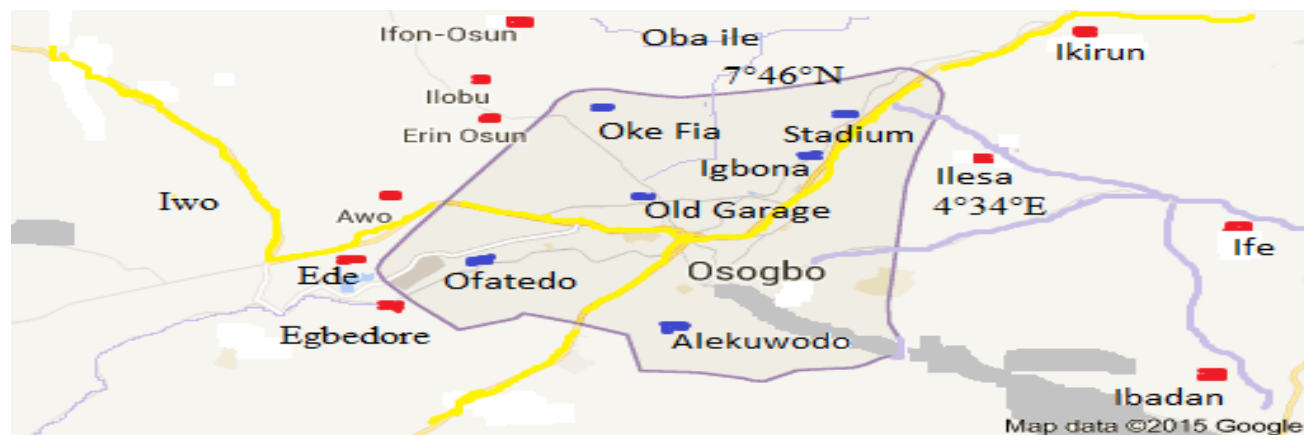 Ifon-Osun
Oba ile
Ikirun
7°46°N
Ilobu
Erin Osun
Oke Fia
Stadium
Igbona
Ilesa
4°34°E
Iwo
Awo
Old Garage
Ife
Ede
Ofatedo
Osogbo
Egbedore
Alekuwodo
Ibadan
Map data ©2015 Google